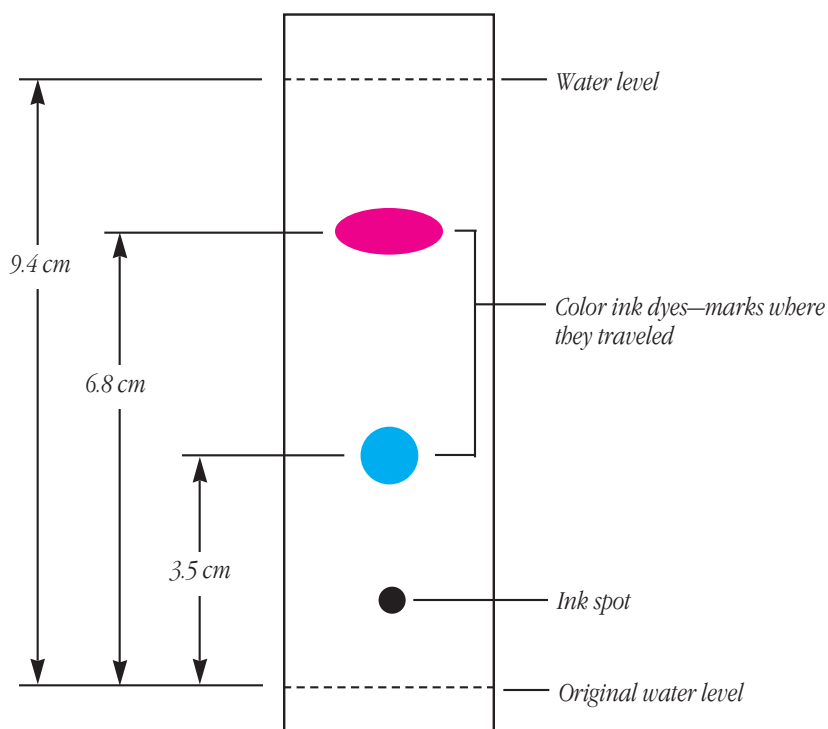 Water level
9.4 cm
Color ink dyes—marks where
they traveled
6.8 cm
3.5 cm
Ink spot
Original water level